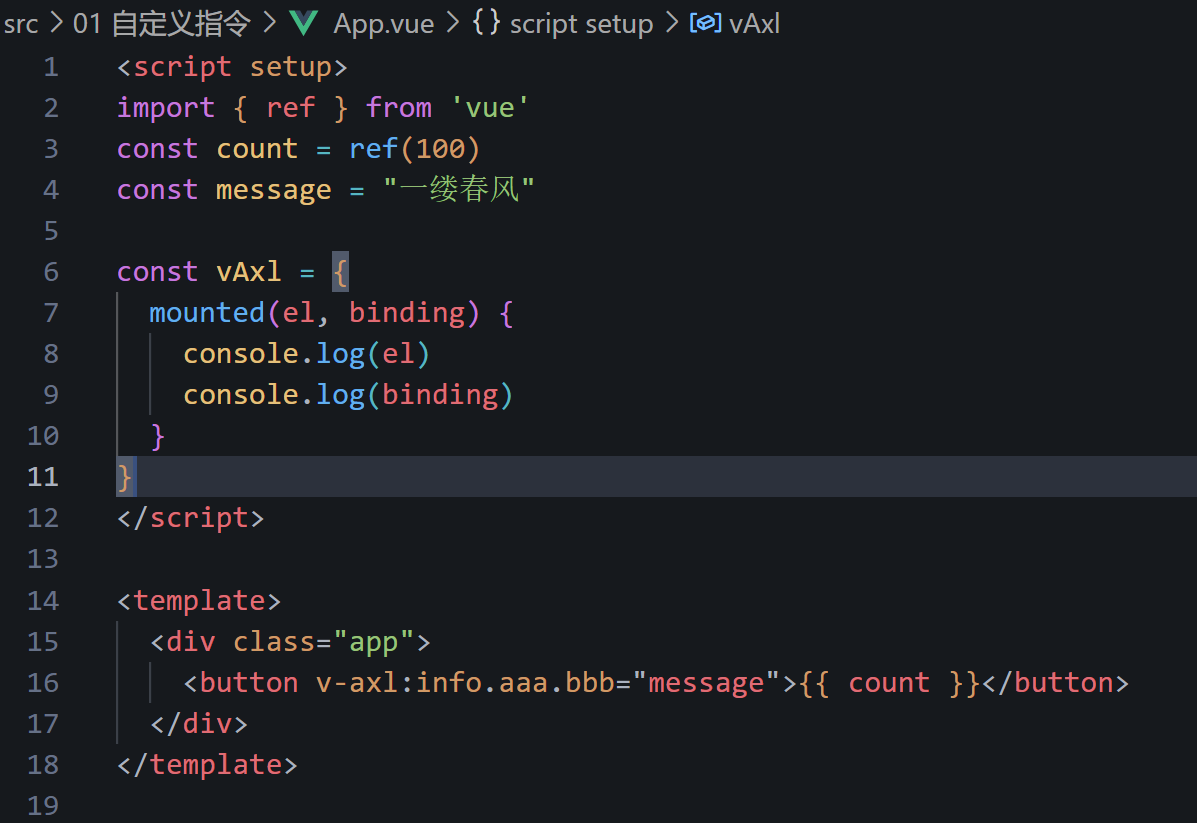 src > 01 自定义指令 > App.vue > {} script setup > vAxl
1 <script setup>
2 import { ref } from 'vue'
3 const count = ref(100)
4 const message = "一缕春风"
5
6 const vAxl = {
7   mounted(el, binding) {
8     console.log(el)
9     console.log(binding)
10   }
11 }
12 </script>
13
14 <template>
15   <div class="app">
16     <button v-axl:info.aaa.bbb="message">{{ count }}</button>
17   </div>
18 </template>
19